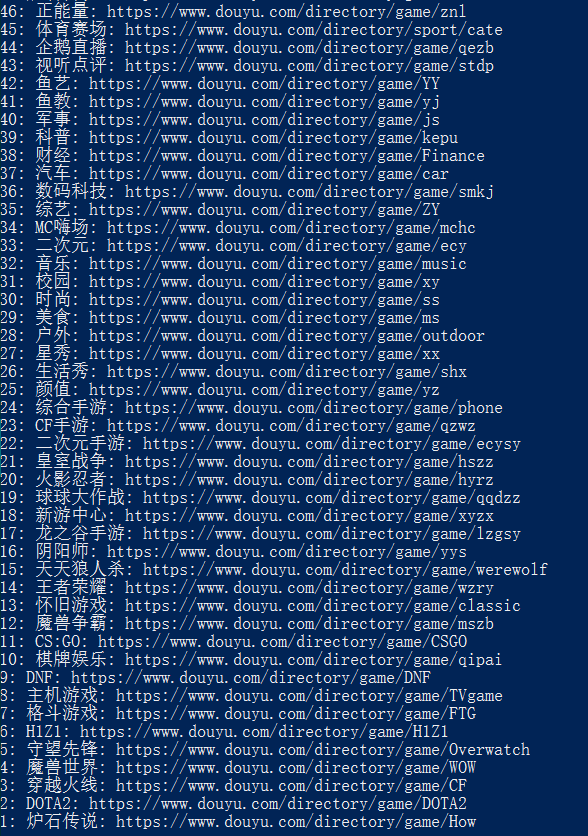 46: 正能量: https://www.douyu.com/directory/game/znl
45: 体育赛场: https://www.douyu.com/directory/sport/cate
44: 企鹅直播: https://www.douyu.com/directory/game/qezb
43: 视听点评: https://www.douyu.com/directory/game/stdp
42: 鱼艺: https://www.douyu.com/directory/game/YY
41: 鱼教: https://www.douyu.com/directory/game/yj
40: 军事: https://www.douyu.com/directory/game/js
39: 科普: https://www.douyu.com/directory/game/kepu
38: 财经: https://www.douyu.com/directory/game/Finance
37: 汽车: https://www.douyu.com/directory/game/car
36: 数码科技: https://www.douyu.com/directory/game/smkj
35: 综艺: https://www.douyu.com/directory/game/ZY
34: MC嗨场: https://www.douyu.com/directory/game/mchc
33: 二次元: https://www.douyu.com/directory/game/ecy
32: 音乐: https://www.douyu.com/directory/game/music
31: 校园: https://www.douyu.com/directory/game/xy
30: 时尚: https://www.douyu.com/directory/game/ss
29: 美食: https://www.douyu.com/directory/game/ms
28: 户外: https://www.douyu.com/directory/game/outdoor
27: 星秀: https://www.douyu.com/directory/game/xx
26: 生活秀: https://www.douyu.com/directory/game/shx
25: 颜值: https://www.douyu.com/directory/game/yz
24: 综合手游: https://www.douyu.com/directory/game/phone
23: CF手游: https://www.douyu.com/directory/game/qzwz
22: 二次元手游: https://www.douyu.com/directory/game/ecysy
21: 皇室战争: https://www.douyu.com/directory/game/hszz
20: 火影忍者: https://www.douyu.com/directory/game/hyrz
19: 球球大作战: https://www.douyu.com/directory/game/qqdzz
18: 新游中心: https://www.douyu.com/directory/game/xyzx
17: 龙之谷手游: https://www.douyu.com/directory/game/lzgsy
16: 阴阳师: https://www.douyu.com/directory/game/yys
15: 天天狼人杀: https://www.douyu.com/directory/game/werewolf
14: 王者荣耀: https://www.douyu.com/directory/game/wzry
13: 怀旧游戏: https://www.douyu.com/directory/game/classic
12: 魔兽争霸: https://www.douyu.com/directory/game/mszb
11: CS:GO: https://www.douyu.com/directory/game/CSGO
10: 棋牌娱乐: https://www.douyu.com/directory/game/qipai
9: DNF: https://www.douyu.com/directory/game/DNF
8: 主机游戏: https://www.douyu.com/directory/game/TVgame
7: 格斗游戏: https://www.douyu.com/directory/game/FTG
6: H1Z1: https://www.douyu.com/directory/game/H1Z1
5: 守望先锋: https://www.douyu.com/directory/game/Overwatch
4: 魔兽世界: https://www.douyu.com/directory/game/WOW
3: 穿越火线: https://www.douyu.com/directory/game/CF
2: DOTA2: https://www.douyu.com/directory/game/DOTA2
1: 炉石传说: https://www.douyu.com/directory/game/How